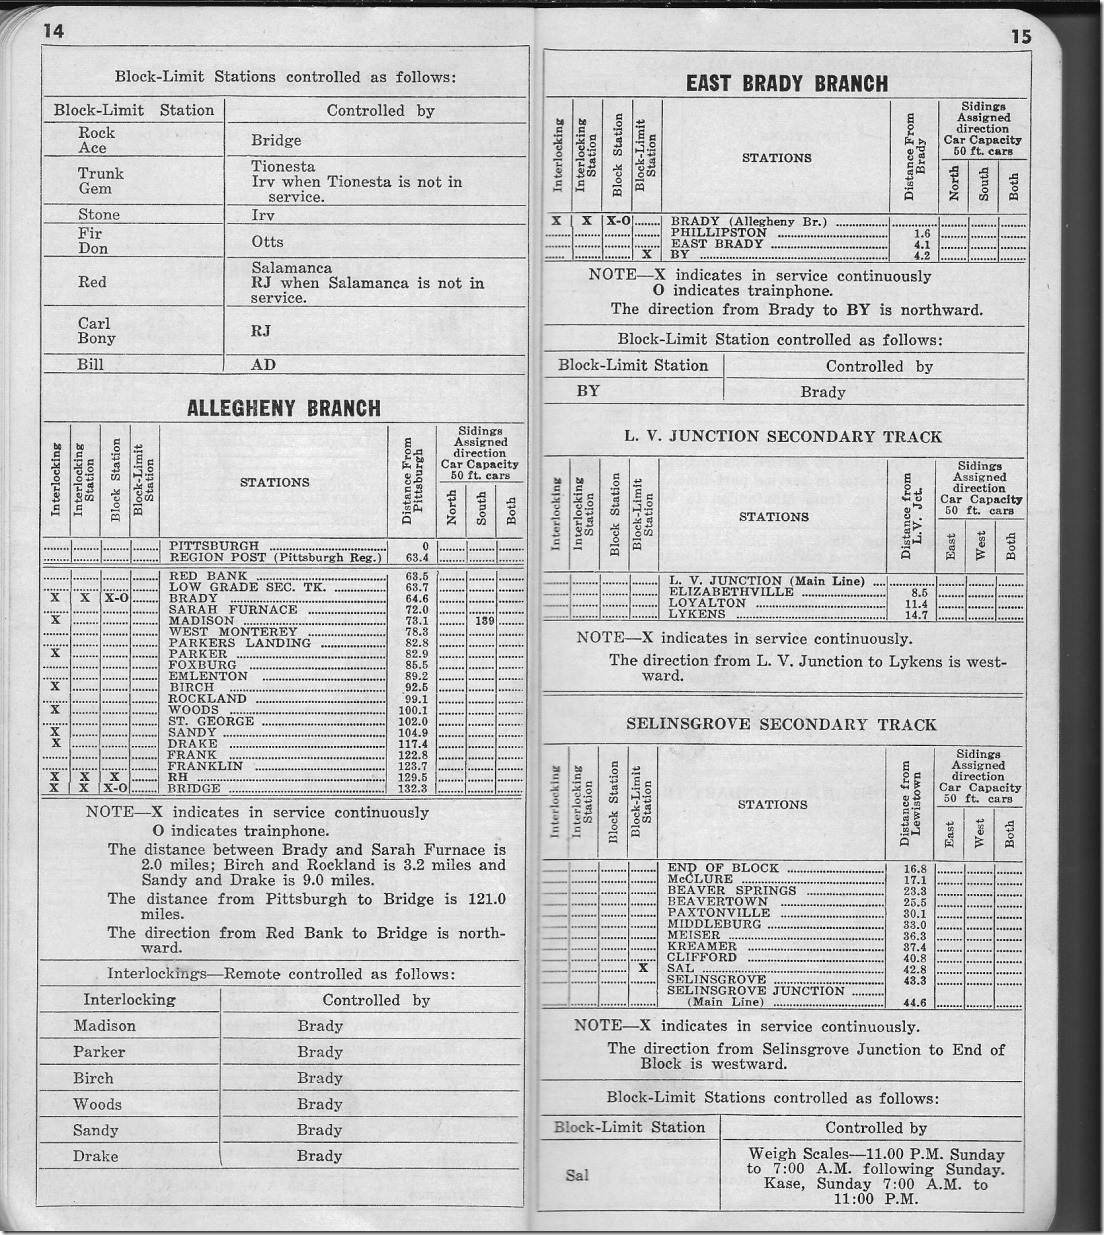 14
Block-Limit Stations controlled as follows:
Block-Limit Station Controlled by
Rock
Ace
Bridge
Trunk
Gem
Tionesta
Irv when Tionesta is not in
service.
Stone Irv
Fir
Don
Otts
Red
Salamanca
RJ when Salamanca is not in
service.
Carl
Bony
RJ
Bill AD
ALLEGHENY BRANCH
Interlocking
Interlocking
Station
Block Station
Block-Limit
Station
STATIONS
Distance From
Pittsburgh
Sidings
Assigned
direction
Car Capacity
50 ft. cars
North
South
Both
PITTSBURGH 0
REGION POST (Pittsburgh Reg.) 63.4
RED BANK 63.5
LOW GRADE SEC. TK. 63.7
X X X-O BRADY 64.6
SARAH FURNACE 72.0
X MADISON 73.1 139
WEST MONTEREY 78.3
PARKERS LANDING 82.8
X PARKER 82.9
FOXBURG 85.5
EMLENTON 89.2
X BIRCH 92.5
ROCKLAND 99.1
X WOODS 100.1
ST. GEORGE 102.0
X SANDY 104.9
X DRAKE 117.4
FRANK 122.8
FRANKLIN 123.7
X X X RH 129.5
X X X-O BRIDGE 132.3
NOTE—X indicates in service continuously
O indicates trainphone.
The distance between Brady and Sarah Furnace is
2.0 miles; Birch and Rockland is 3.2 miles and
Sandy and Drake is 9.0 miles.
The distance from Pittsburgh to Bridge is 121.0
miles.
The direction from Red Bank to Bridge is north-
ward.
Interlockings—Remote controlled as follows:
Interlocking Controlled by
Madison Brady
Parker Brady
Birch Brady
Woods Brady
Sandy Brady
Drake Brady
15
EAST BRADY BRANCH
Interlocking
Interlocking
Station
Block Station
Block-Limit
Station
STATIONS
Distance From
Brady
Sidings
Assigned
direction
Car Capacity
50 ft. cars
North
South
Both
X X X-O BRADY (Allegheny Br.)
PHILLIPSTON 1.6
EAST BRADY 4.1
X BY 4.2
NOTE—X indicates in service continuously
O indicates trainphone.
The direction from Brady to BY is northward.
Block-Limit Station controlled as follows:
Block-Limit Station Controlled by
BY Brady
L. V. JUNCTION SECONDARY TRACK
Interlocking
Interlocking
Station
Block Station
Block-Limit
Station
STATIONS
Distance from
L.V. Jct.
Sidings
Assigned
direction
Car Capacity
50 ft. cars
East
West
Both
L. V. JUNCTION (Main Line)
ELIZABETHVILLE 8.5
LOYALTON 11.4
LYKENS 14.7
NOTE—X indicates in service continuously.
The direction from L. V. Junction to Lykens is west-
ward.
SELINSGROVE SECONDARY TRACK
Interlocking
Interlocking
Station
Block Station
Block-Limit
Station
STATIONS
Distance from
Lewistown
Sidings
Assigned
direction
Car Capacity
50 ft. cars
East
West
Both
END OF BLOCK 16.8
McCLURE 17.1
BEAVER SPRINGS 23.3
BEAVERTOWN 25.5
PAXTONVILLE 30.1
MIDDLEBURG 33.0
MEISER 36.3
KREAMER 37.4
CLIFFORD 40.8
X SAL 42.8
SELINSGROVE 43.3
SELINSGROVE JUNCTION
(Main Line) 44.6
NOTE—X indicates in service continuously.
The direction from Selinsgrove Junction to End of
Block is westward.
Block-Limit Stations controlled as follows:
Block-Limit Station Controlled by
Sal
Weigh Scales—11.00 P.M. Sunday
to 7:00 A.M. following Sunday.
Kase, Sunday 7:00 A.M. to
11:00 P.M.